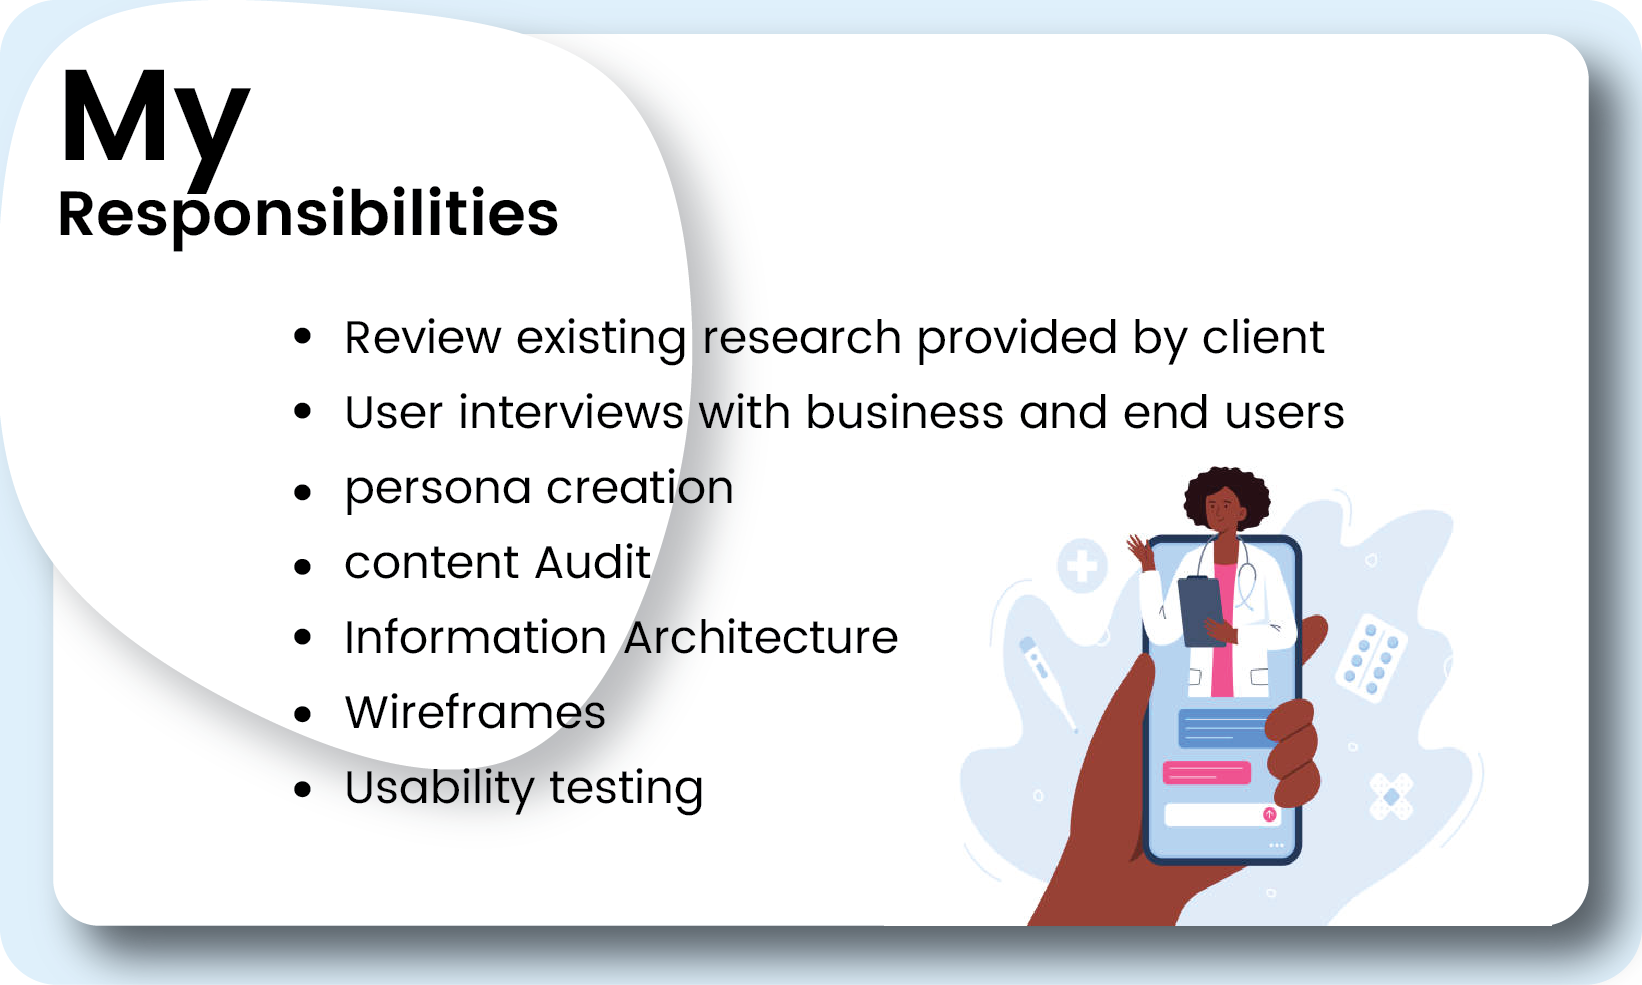 My
Responsibilities
• Review existing research provided by client
• User interviews with business and end users
• persona creation
• content Audit
• Information Architecture
• Wireframes
• Usability testing